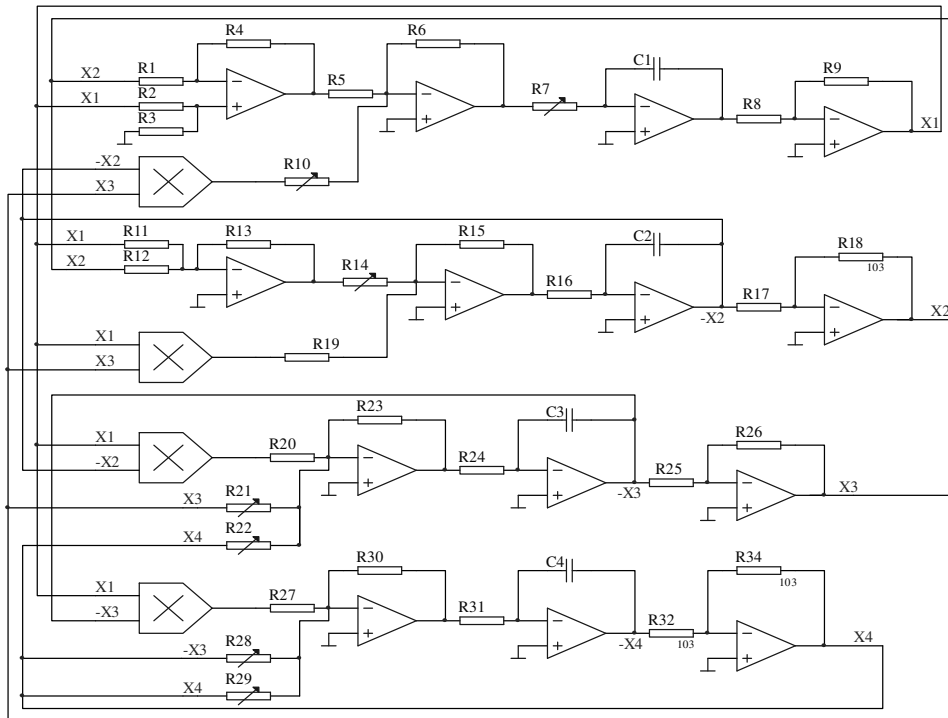 R4
R6
X2
R1
R5
C1
R9
X1
R2
R7
R8
R3
X1
-X2
X3
R10
X1
R11
R13
R15
C2
R18
X2
R12
R14
R16
103
R17
-X2
X2
X1
X3
R19
R23
C3
X1
-X2
R20
R24
R26
R25
X3
R21
-X3
X3
X4
R22
R30
C4
R34
X1
-X3
R27
R31
103
R32
-X4
103
X4
-X3
R28
X4
R29